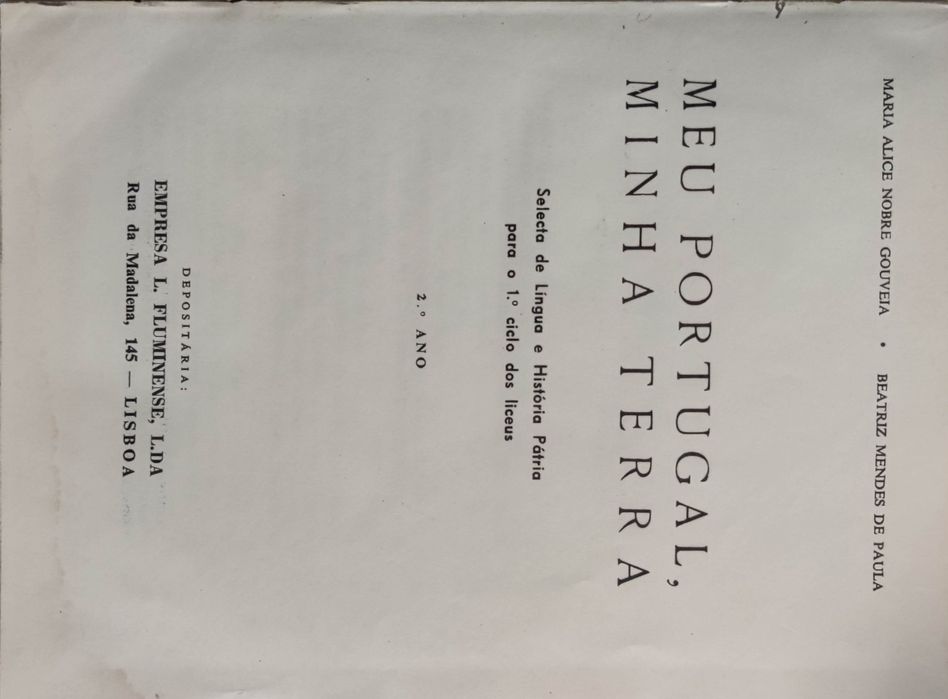 MARIA ALICE NOBRE GOUVEIA • BEATRIZ MENDES DE PAULA
MEU PORTUGAL,
MINHA TERRA
Selecta de Língua e História Pátria
para o 1.º ciclo dos liceus
2.º ANO
DEPOSITÁRIA:
EMPRESA L. FLUMINENSE, L.DA
Rua da Madalena, 145 — LISBOA